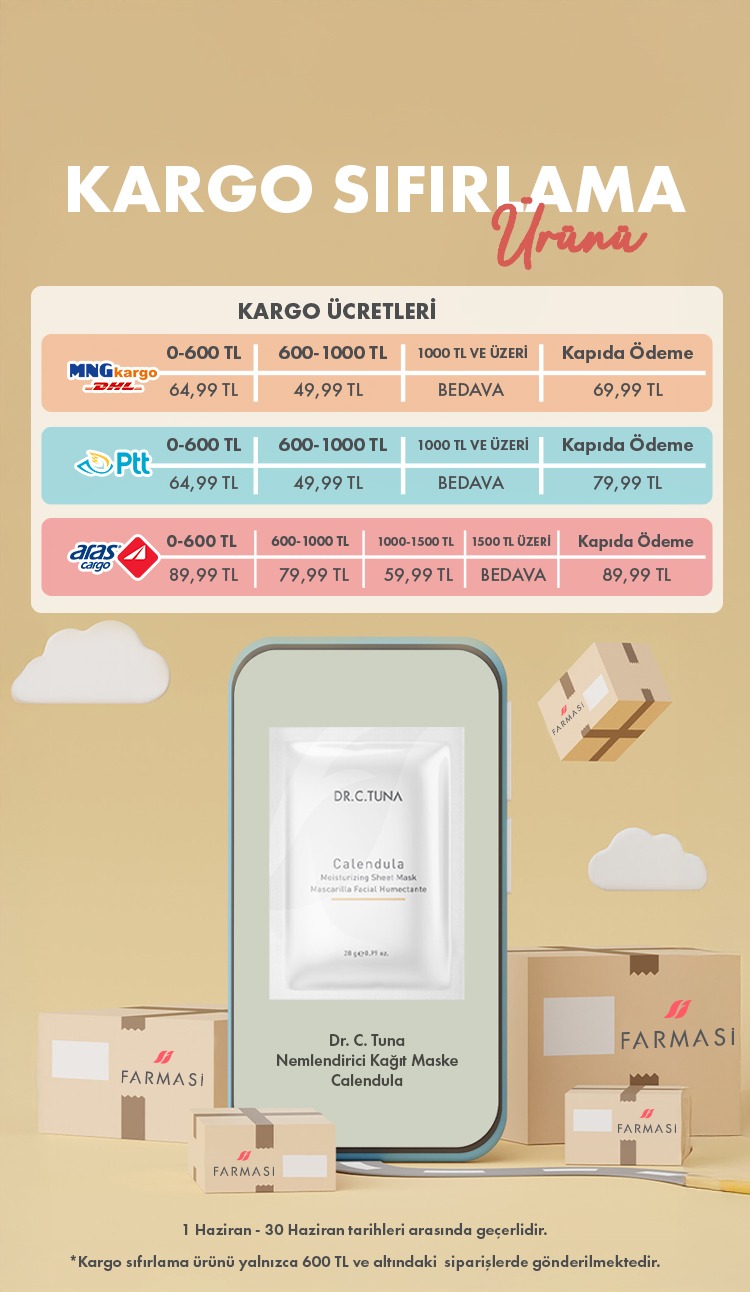 KARGO SIFIRLAMA
Ürünü
KARGO ÜCRETLERİ
MNG kargo
DHL
0-600 TL 600-1000 TL 1000 TL VE ÜZERİ Kapıda Ödeme
64,99 TL 49,99 TL BEDAVA 69,99 TL
Ptt
0-600 TL 600-1000 TL 1000 TL VE ÜZERİ Kapıda Ödeme
64,99 TL 49,99 TL BEDAVA 79,99 TL
aras
cargo
0-600 TL 600-1000 TL 1000-1500 TL 1500 TL ÜZERİ Kapıda Ödeme
89,99 TL 79,99 TL 59,99 TL BEDAVA 89,99 TL
FARMASİ
DR.C.TUNA
Calendula
Moisturizing Sheet Mask
Mascarilla Facial Humectante
28 g℮0.99 oz.
Dr. C. Tuna
Nemlendirici Kağıt Maske
Calendula
FARMASİ
FARMASİ
FARMASİ
FARMASİ
1 Haziran - 30 Haziran tarihleri arasında geçerlidir.
*Kargo sıfırlama ürünü yalnızca 600 TL ve altındaki siparişlerde gönderilmektedir.